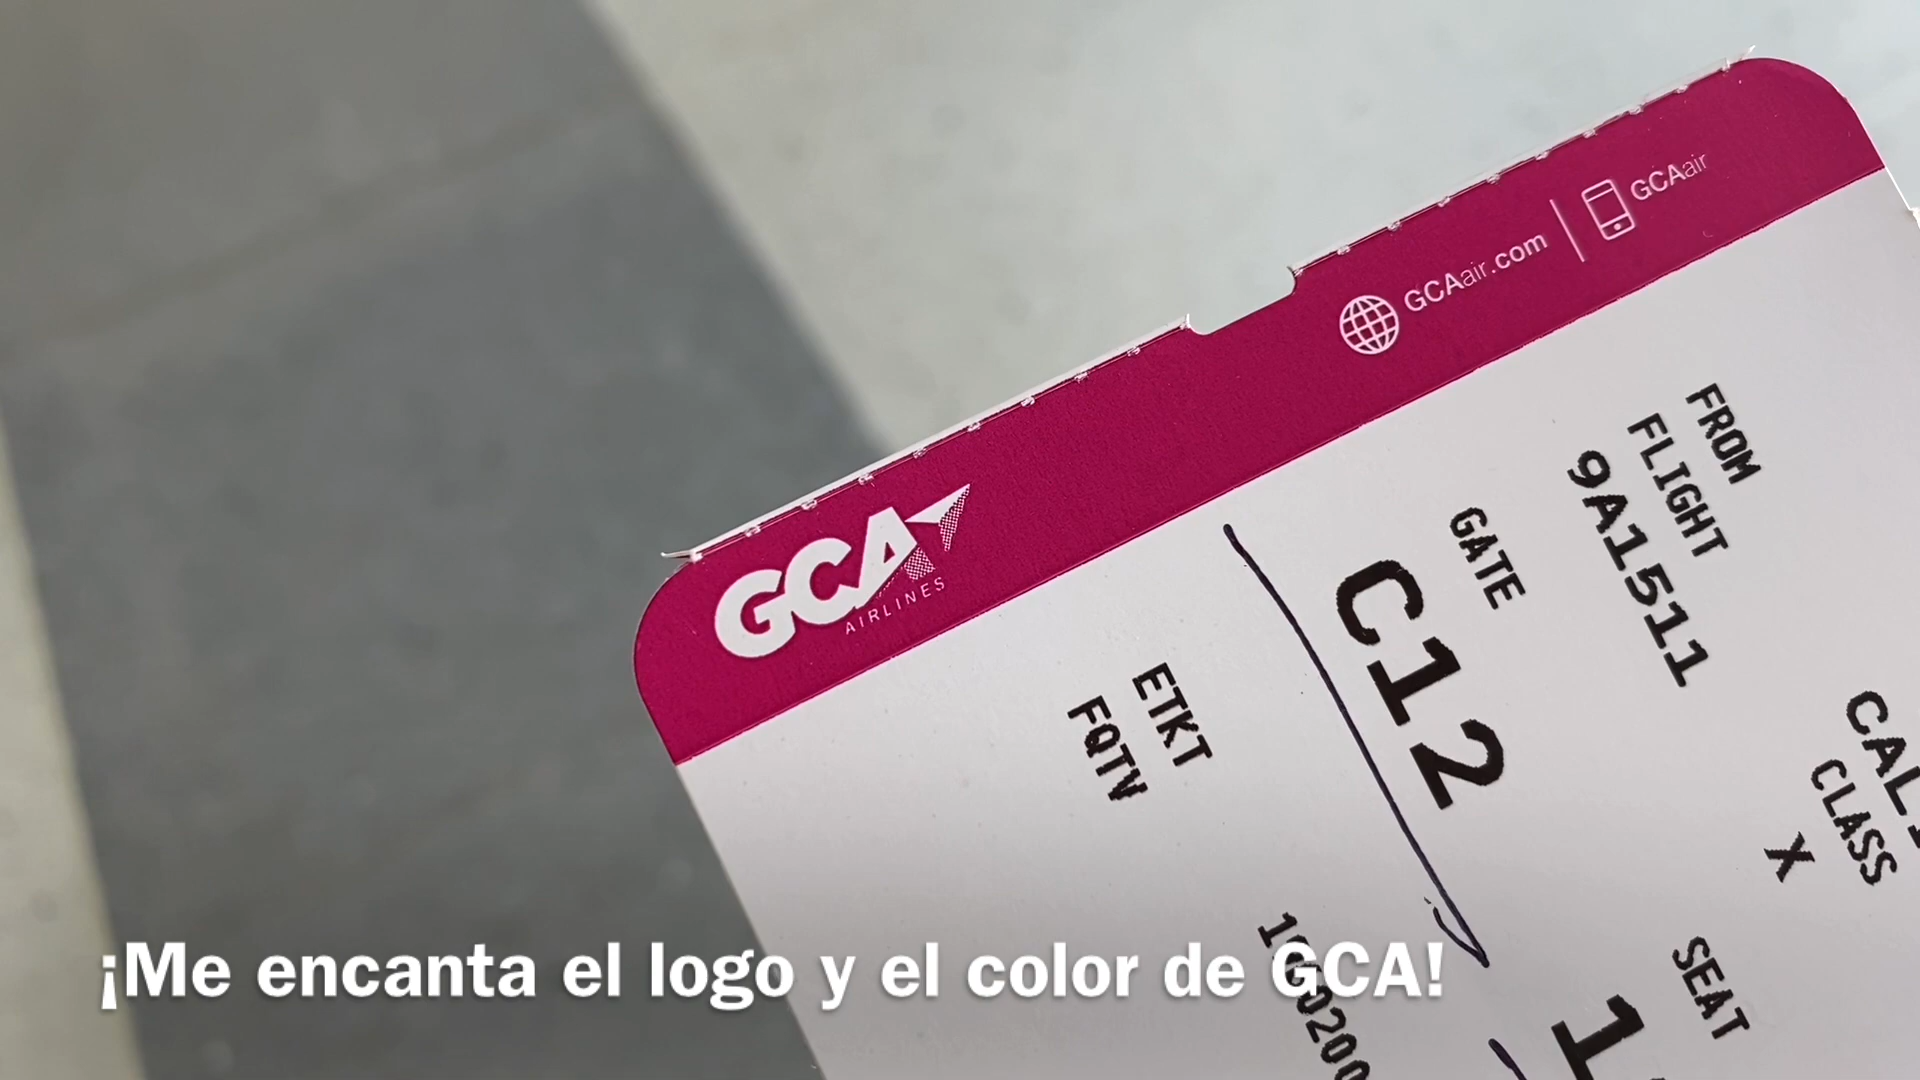 GCA
AIRLINES
GCAair.com | GCAair
FROM
FLIGHT
9A1511
GATE
C12
ETKT
FQTV
CLASS
X
SEAT
¡Me encanta el logo y el color de GCA!